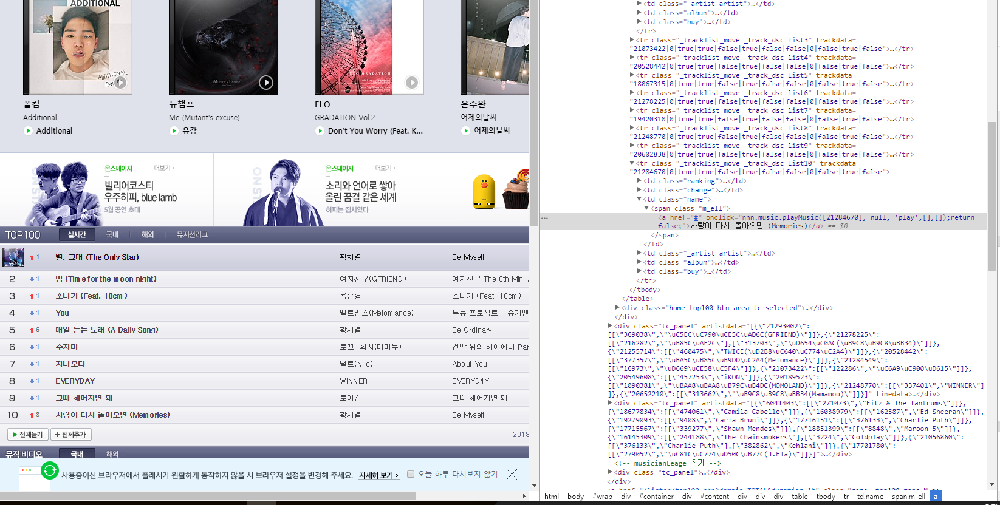 ADDITIONAL
ADDITIONAL
MUTANT'S EXCUSE
ELO GRADATION
폴킴
Additional
Additional
뉴챔프
Me (Mutant's excuse)
유감
ELO
GRADATION Vol.2
Don't You Worry (Feat. K...
온주완
어제의날씨
어제의날씨
온스테이지 더보기 >
빌리어코스티
우주히피, blue lamb
5월 공연 초대
온스테이지 더보기 >
소리와 언어로 쌓아
올린 꿈결 같은 세계
히피는 집시였다
TOP 100 실시간 국내 해외 뮤지션리그
1 별, 그대 (The Only Star) 황치열 Be Myself
2 1 밤 (Time for the moon night) 여자친구(GFRIEND) 여자친구 The 6th Mini A
3 1 소나기 (Feat. 10cm) 용준형 소나기 (Feat. 10cm)
4 1 You 멜로망스(Melomance) 투유 프로젝트 - 슈가맨
5 6 매일 듣는 노래 (A Daily Song) 황치열 Be Ordinary
6 1 주지마 로꼬, 화사(마마무) 건반 위의 하이에나 Par
7 1 지나오다 닐로(Nilo) About You
8 1 EVERYDAY WINNER EVERYD4Y
9 1 그때 헤어지면 돼 로이킴 그때 헤어지면 돼
10 8 사랑이 다시 돌아오면 (Memories) 황치열 Be Myself
전체듣기 전체추가 2018
뮤직 비디오 국내 해외
사용중이신 브라우저에서 플래시가 원활하게 동작하지 않을 시 브라우저 설정을 변경해 주세요. 자세히 보기 오늘 하루 다시보지 않기
<td class="_artist artist">…</td>
<td class="album">…</td>
<td class="buy">…</td>
</tr>
<tr class="_tracklist_move _track_dsc list3" trackdata=
"21073422|0|true|true|false|true|false|false|0|false|true|false">…</tr>
<tr class="_tracklist_move _track_dsc list4" trackdata=
"20528442|0|true|true|false|true|false|false|0|false|true|false">…</tr>
<tr class="_tracklist_move _track_dsc list5" trackdata=
"18067315|0|true|true|false|true|false|false|0|false|true|false">…</tr>
<tr class="_tracklist_move _track_dsc list6" trackdata=
"21278225|0|true|true|false|true|false|false|0|false|true|false">…</tr>
<tr class="_tracklist_move _track_dsc list7" trackdata=
"19420310|0|true|true|false|true|false|false|0|false|true|false">…</tr>
<tr class="_tracklist_move _track_dsc list8" trackdata=
"21248770|0|true|true|false|true|false|false|0|false|true|false">…</tr>
<tr class="_tracklist_move _track_dsc list9" trackdata=
"20602838|0|true|true|false|true|false|false|0|false|true|false">…</tr>
<tr class="_tracklist_move _track_dsc list10" trackdata=
"21284670|0|true|true|false|true|false|false|0|false|true|false">
<td class="ranking">…</td>
<td class="change">…</td>
<td class="name">
<span class="m_ell">
<a href="#" onclick="nhn.music.playMusic([21284670], null, 'play',[],[]);return
false;">사랑이 다시 돌아오면 (Memories)</a> == $0
</span>
</td>
<td class="_artist artist">…</td>
<td class="album">…</td>
<td class="buy">…</td>
</tr>
</tbody>
</table>
<div class="home_top100_btn_area tc_selected">…</div>
</div>
<div class="tc_panel" artistdata="[{\"21293002\":
[[\"369038\",\"\uC5EC\uC790\uCE5C\uAD6C(GFRIEND)\"]]},{\"21278225\":
[[\"216282\",\"\uB85C\uAF2C\"],[\"313703\",\"\uD654\uC0AC(\uB9C8\uB9C8\uBB34)\"]]},
{\"21255714\":[[\"460475\",\"TWICE(\uD2B8\uC640\uC774\uC2A4)\"]]},{\"20528442\":
[[\"377357\",\"\uBA5C\uB85C\uB9DD\uC2A4(Melomance)\"]]},{\"21284549\":
[[\"16973\",\"\uD669\uCE58\uC5F4\"]]},{\"21073422\":[[\"122286\",\"\uC6A9\uC900\uD615\"]]},
{\"20549608\":[[\"457253\",\"iKON\"]]},{\"20189523\":
[[\"1090381\",\"\uBAA8\uBAA8\uB79C\uB4DC(MOMOLAND)\"]]},{\"21248770\":[[\"337401\",\"WINNER\"]
]},{\"20652210\":[[\"313662\",\"\uB9C8\uB9C8\uBB34(Mamamoo)\"]]}]" timedata>…</div>
<div class="tc_panel" artistdata="[{\"6041403\":[[\"271073\",\"Fitz & The Tantrums\"]]},
{\"18677834\":[[\"474061\",\"Camila Cabello\"]]},{\"16038979\":[[\"162587\",\"Ed Sheeran\"]]},
{\"19279093\":[[\"9408\",\"Carla Bruni\"]]},{\"17716151\":[[\"376133\",\"Charlie Puth\"]]},
{\"17715567\":[[\"339277\",\"Shawn Mendes\"]]},{\"18851399\":[[\"8848\",\"Maroon 5\"]]},
{\"16145309\":[[\"244188\",\"The Chainsmokers\"],[\"3224\",\"Coldplay\"]]},{\"21056860\":
[[\"376133\",\"Charlie Puth\"],[\"382862\",\"Kehlani\"]]},{\"17701780\":
[[\"279052\",\"\uC81C\uC774\uD50C\uB77C(J.Fla)\"]]}]">…</div>
<!-- musicianLeage 추가 -->
<div class="tc_panel">…</div>
</div>
html body #wrap div #container div #content div div div table tbody tr td.name span.m_ell a